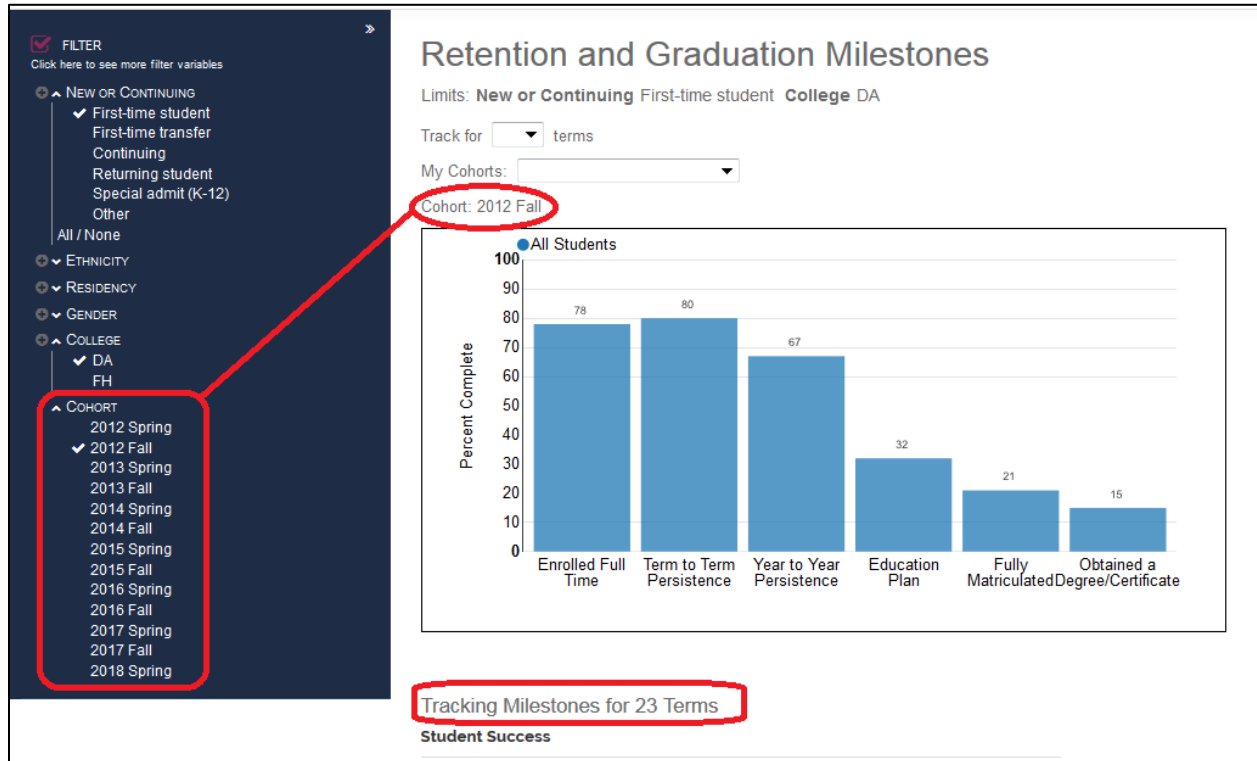 FILTER
Click here to see more filter variables
NEW OR CONTINUING
First-time student
First-time transfer
Continuing
Returning student
Special admit (K-12)
Other
All / None
ETHNICITY
RESIDENCY
GENDER
COLLEGE
DA
FH
COHORT
2012 Spring
2012 Fall
2013 Spring
2013 Fall
2014 Spring
2014 Fall
2015 Spring
2015 Fall
2016 Spring
2016 Fall
2017 Spring
2017 Fall
2018 Spring
Retention and Graduation Milestones
Limits: New or Continuing First-time student College DA
Track for terms
My Cohorts:
Cohort: 2012 Fall
All Students
Percent Complete
100
90
80
70
60
50
40
30
20
10
0
78
80
67
32
21
15
Enrolled Full Time
Term to Term Persistence
Year to Year Persistence
Education Plan
Fully Matriculated
Obtained a Degree/Certificate
Tracking Milestones for 23 Terms
Student Success